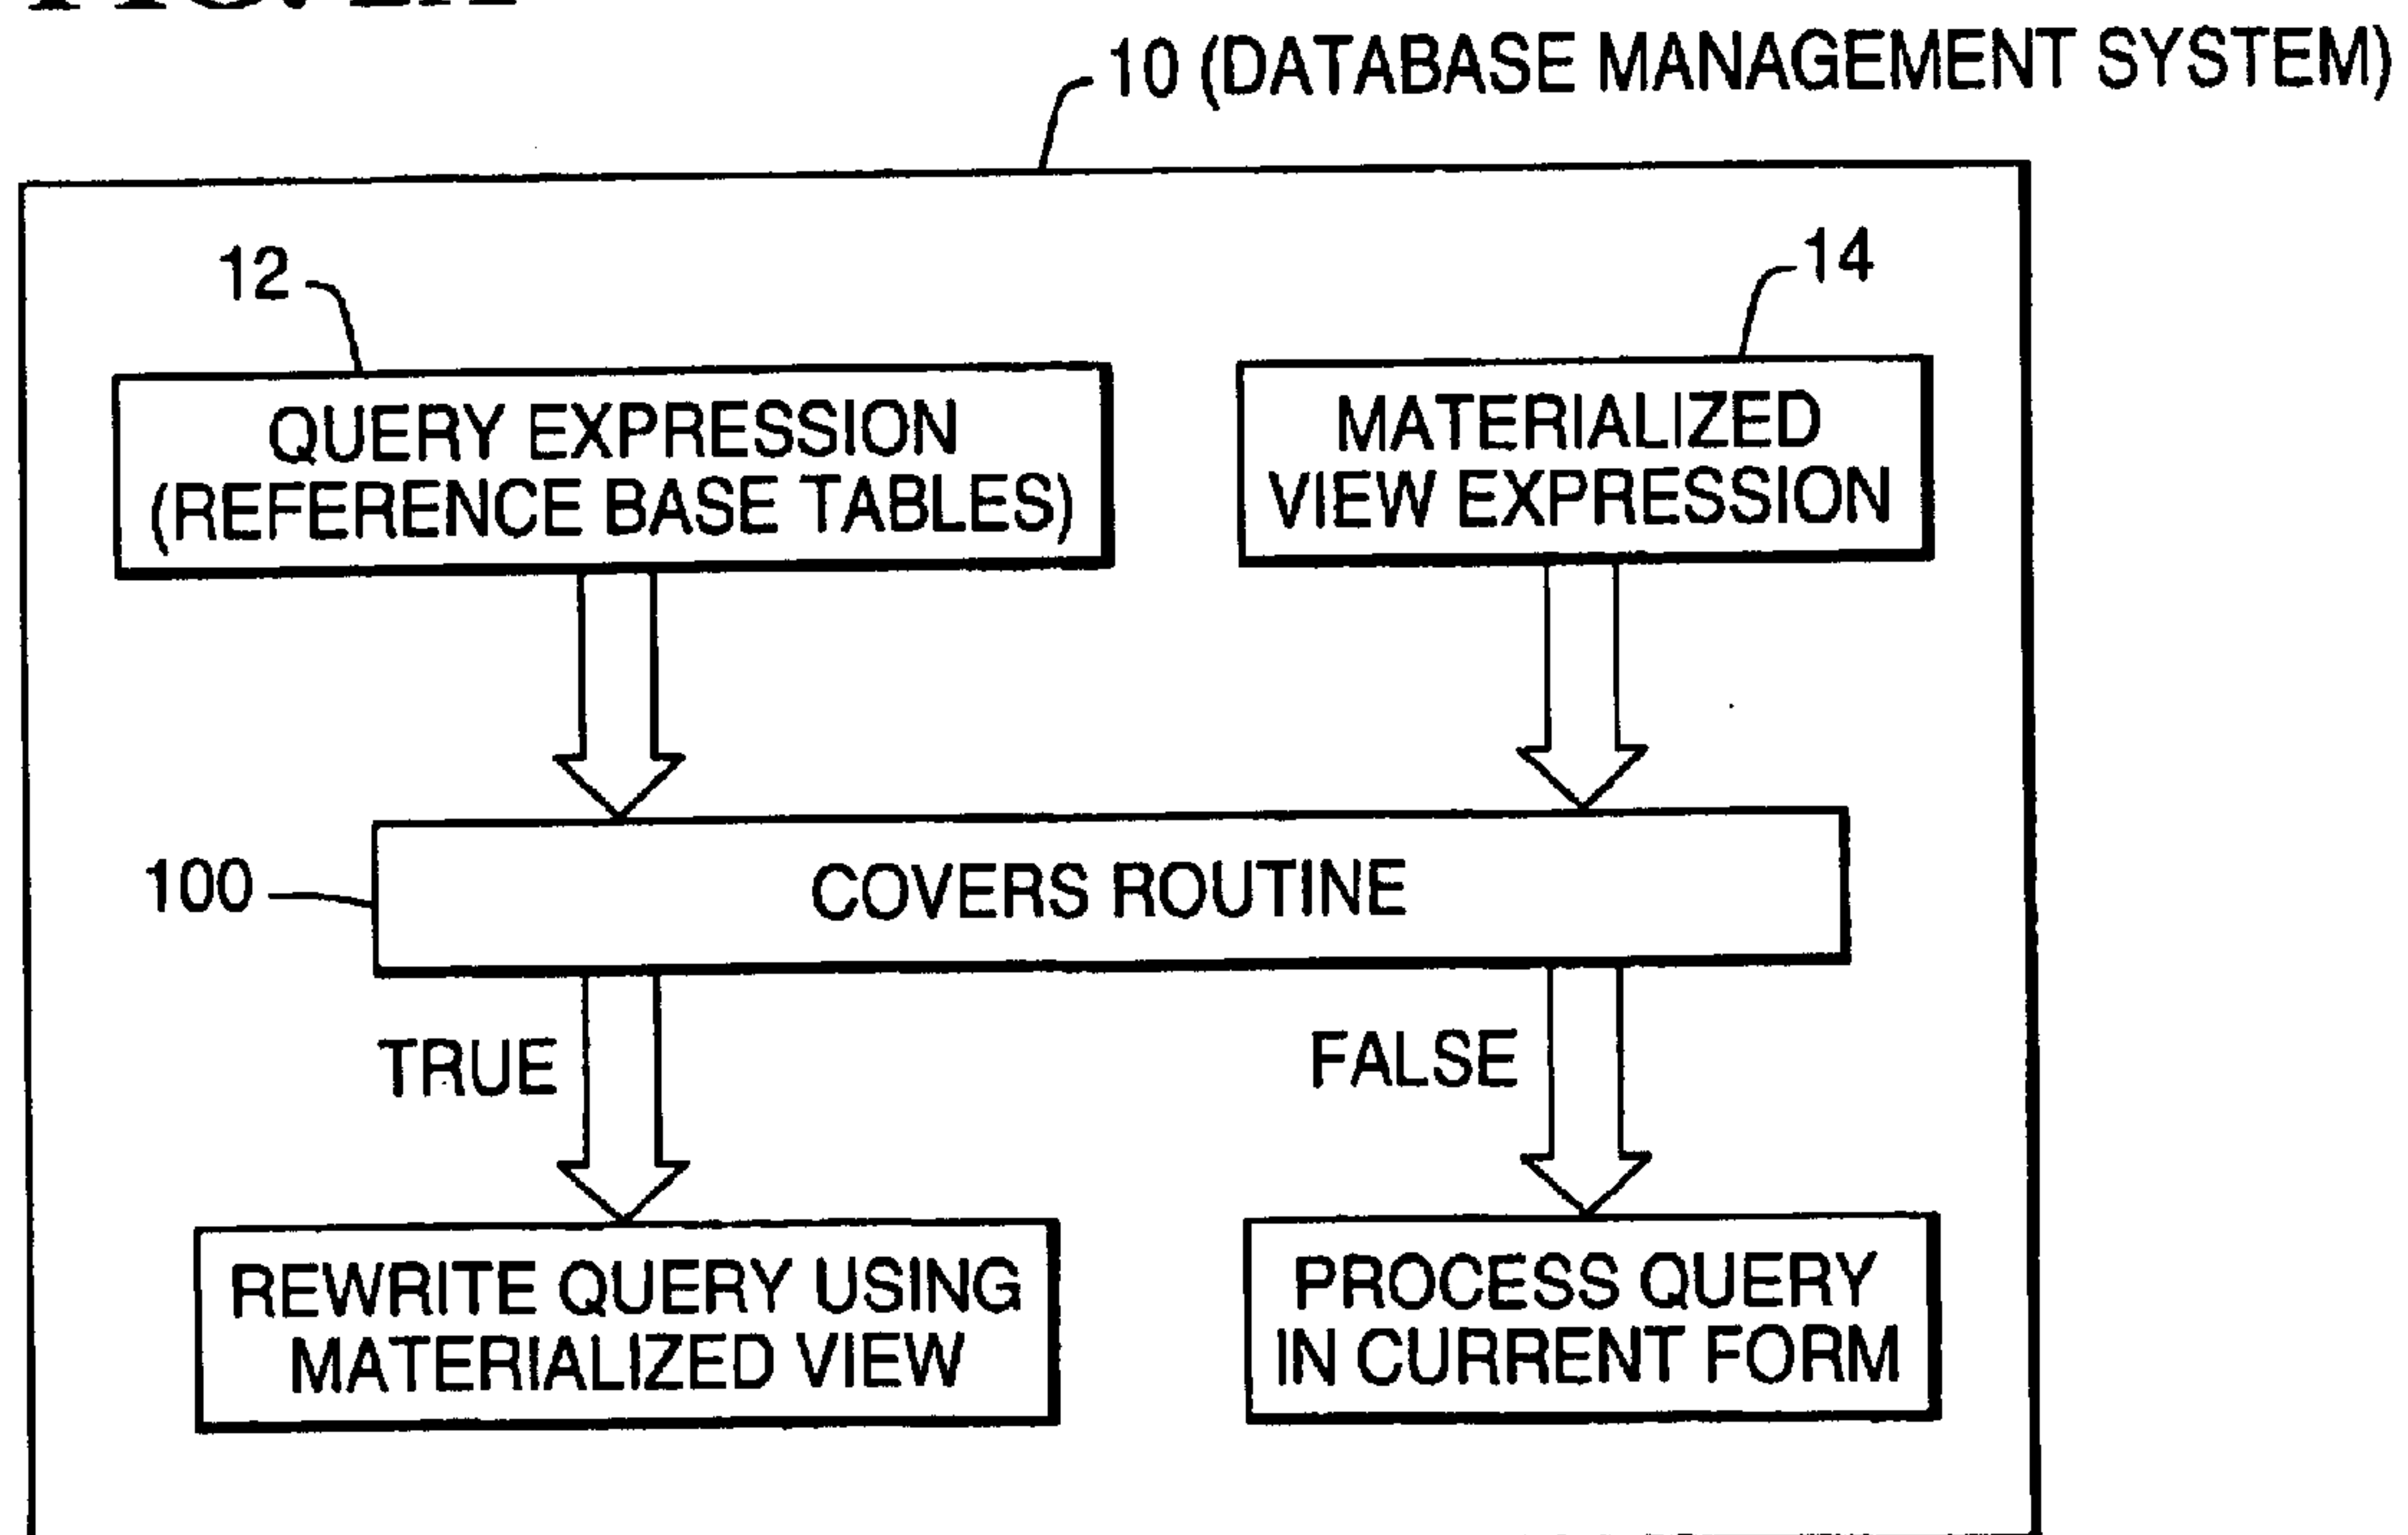 10 (DATABASE MANAGEMENT SYSTEM)
12
14
QUERY EXPRESSION
(REFERENCE BASE TABLES)
MATERIALIZED
VIEW EXPRESSION
100
COVERS ROUTINE
TRUE
FALSE
REWRITE QUERY USING
MATERIALIZED VIEW
PROCESS QUERY
IN CURRENT FORM